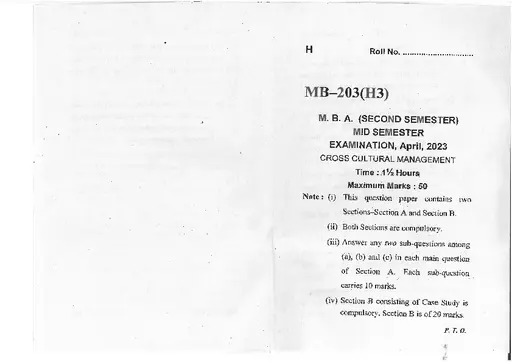 H Roll No. ..............................
MB–203(H3)
M. B. A. (SECOND SEMESTER)
MID SEMESTER
EXAMINATION, April, 2023
CROSS CULTURAL MANAGEMENT
Time : 1½ Hours
Maximum Marks : 50
Note : (i) This question paper contains two
Sections–Section A and Section B.
(ii) Both Sections are compulsory.
(iii) Answer any two sub-questions among
(a), (b) and (c) in each main question
of Section A. Each sub-question
carries 10 marks.
(iv) Section B consisting of Case Study is
compulsory. Section B is of 20 marks.
P. T. O.